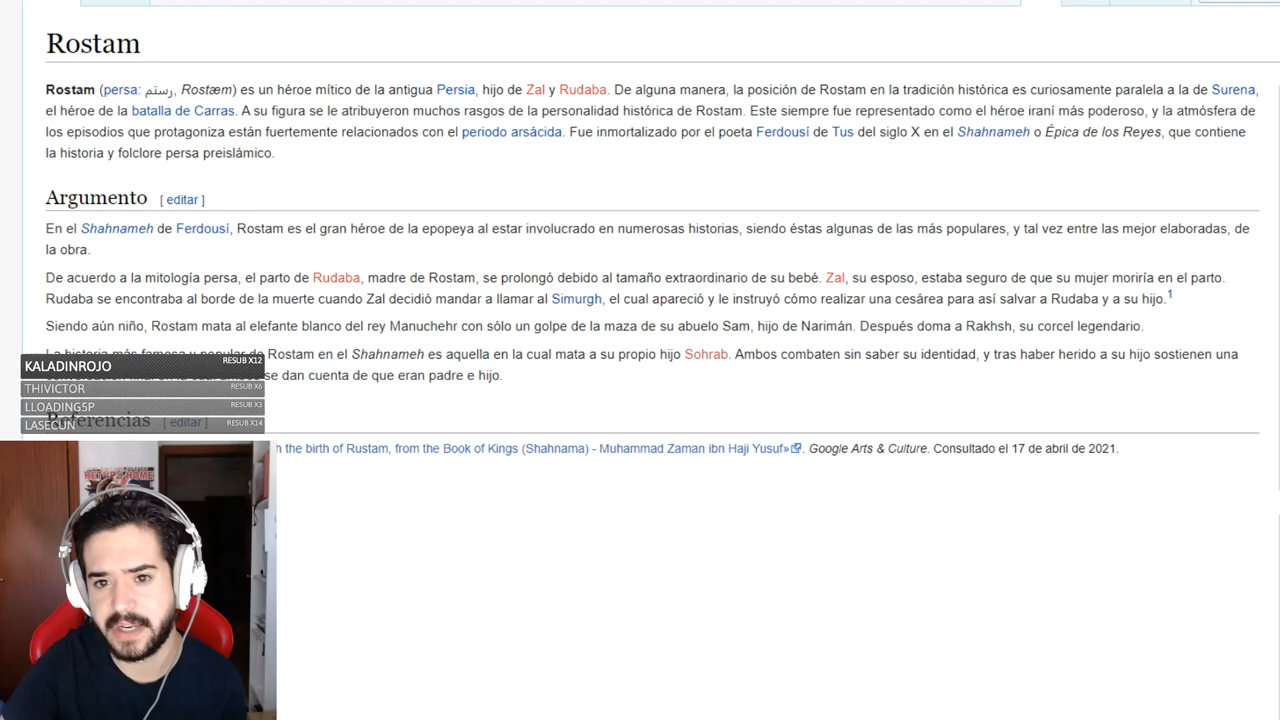 Rostam
Rostam (persa: رستم, Rostæm) es un héroe mítico de la antigua Persia, hijo de Zal y Rudaba. De alguna manera, la posición de Rostam en la tradición histórica es curiosamente paralela a la de Surena,
el héroe de la batalla de Carras. A su figura se le atribuyeron muchos rasgos de la personalidad histórica de Rostam. Este siempre fue representado como el héroe iraní más poderoso, y la atmósfera de
los episodios que protagoniza están fuertemente relacionados con el periodo arsácida. Fue inmortalizado por el poeta Ferdousí de Tus del siglo X en el Shahnameh o Épica de los Reyes, que contiene
la historia y folclore persa preislámico.
Argumento [ editar ]
En el Shahnameh de Ferdousí, Rostam es el gran héroe de la epopeya al estar involucrado en numerosas historias, siendo éstas algunas de las más populares, y tal vez entre las mejor elaboradas, de
la obra.
De acuerdo a la mitología persa, el parto de Rudaba, madre de Rostam, se prolongó debido al tamaño extraordinario de su bebé. Zal, su esposo, estaba seguro de que su mujer moriría en el parto.
Rudaba se encontraba al borde de la muerte cuando Zal decidió mandar a llamar al Simurgh, el cual apareció y le instruyó cómo realizar una cesárea para así salvar a Rudaba y a su hijo.1
Siendo aún niño, Rostam mata al elefante blanco del rey Manuchehr con sólo un golpe de la maza de su abuelo Sam, hijo de Narimán. Después doma a Rakhsh, su corcel legendario.
La historia más famosa y popular de Rostam en el Shahnameh es aquella en la cual mata a su propio hijo Sohrab. Ambos combaten sin saber su identidad, y tras haber herido a su hijo sostienen una
se dan cuenta de que eran padre e hijo.
KALADINROJO RESUB X12
THIVICTOR RESUB X6
LLOADING5P RESUB X3
LASECUN RESUB X14
Referencias [ editar ]
the birth of Rustam, from the Book of Kings (Shahnama) - Muhammad Zaman ibn Haji Yusuf». Google Arts & Culture. Consultado el 17 de abril de 2021.